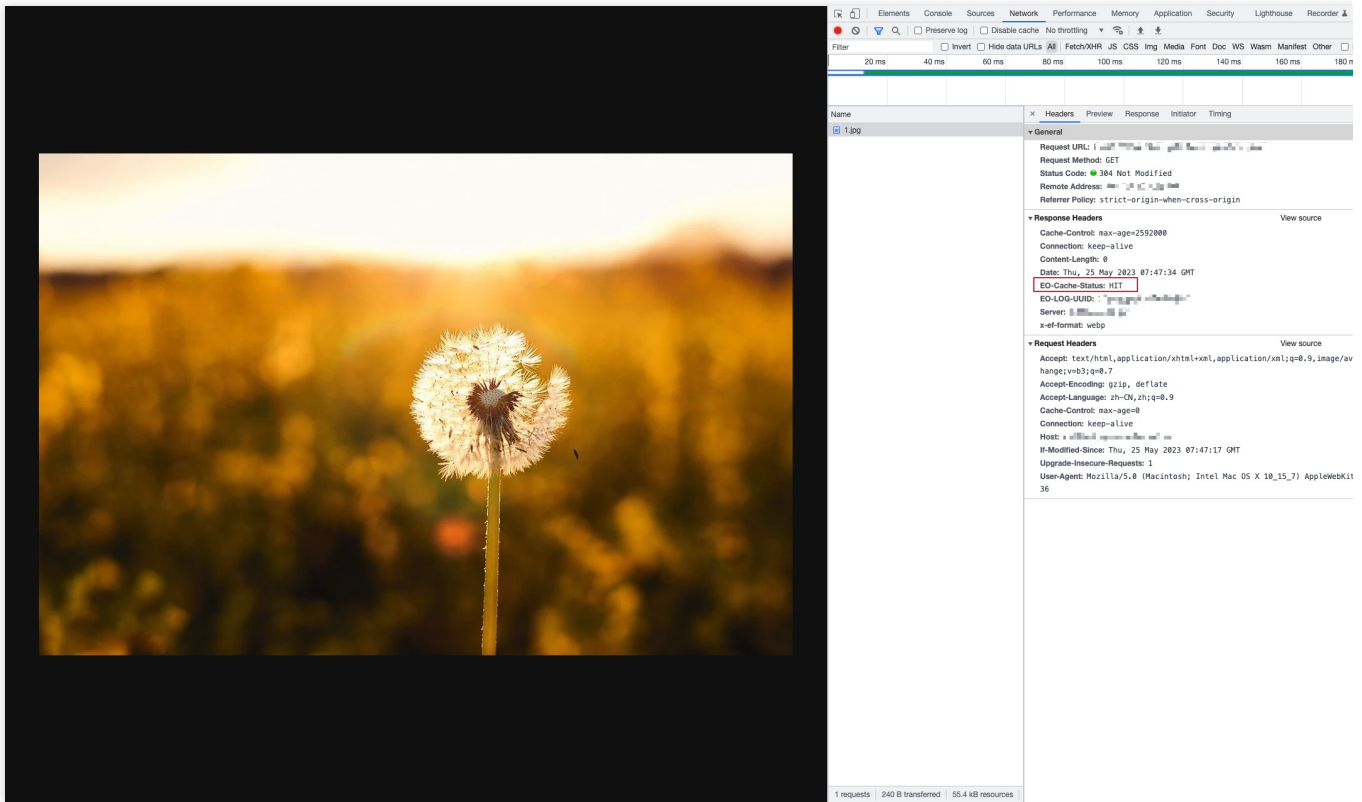 Elements Console Sources Network Performance Memory Application Security Lighthouse Recorder
Preserve log Disable cache No throttling
Filter Invert Hide data URLs All Fetch/XHR JS CSS Img Media Font Doc WS Wasm Manifest Other
20 ms 40 ms 60 ms 80 ms 100 ms 120 ms 140 ms 160 ms 180 m
Name
1.jpg
× Headers Preview Response Initiator Timing
General
Request URL:
Request Method: GET
Status Code: 304 Not Modified
Remote Address:
Referrer Policy: strict-origin-when-cross-origin
Response Headers View source
Cache-Control: max-age=2592000
Connection: keep-alive
Content-Length: 0
Date: Thu, 25 May 2023 07:47:34 GMT
EO-Cache-Status: HIT
EO-LOG-UUID:
Server:
x-ef-format: webp
Request Headers View source
Accept: text/html,application/xhtml+xml,application/xml;q=0.9,image/av
hange;v=b3;q=0.7
Accept-Encoding: gzip, deflate
Accept-Language: zh-CN,zh;q=0.9
Cache-Control: max-age=0
Connection: keep-alive
Host:
If-Modified-Since: Thu, 25 May 2023 07:47:17 GMT
Upgrade-Insecure-Requests: 1
User-Agent: Mozilla/5.0 (Macintosh; Intel Mac OS X 10_15_7) AppleWebKit
36
1 requests 240 B transferred 55.4 kB resources